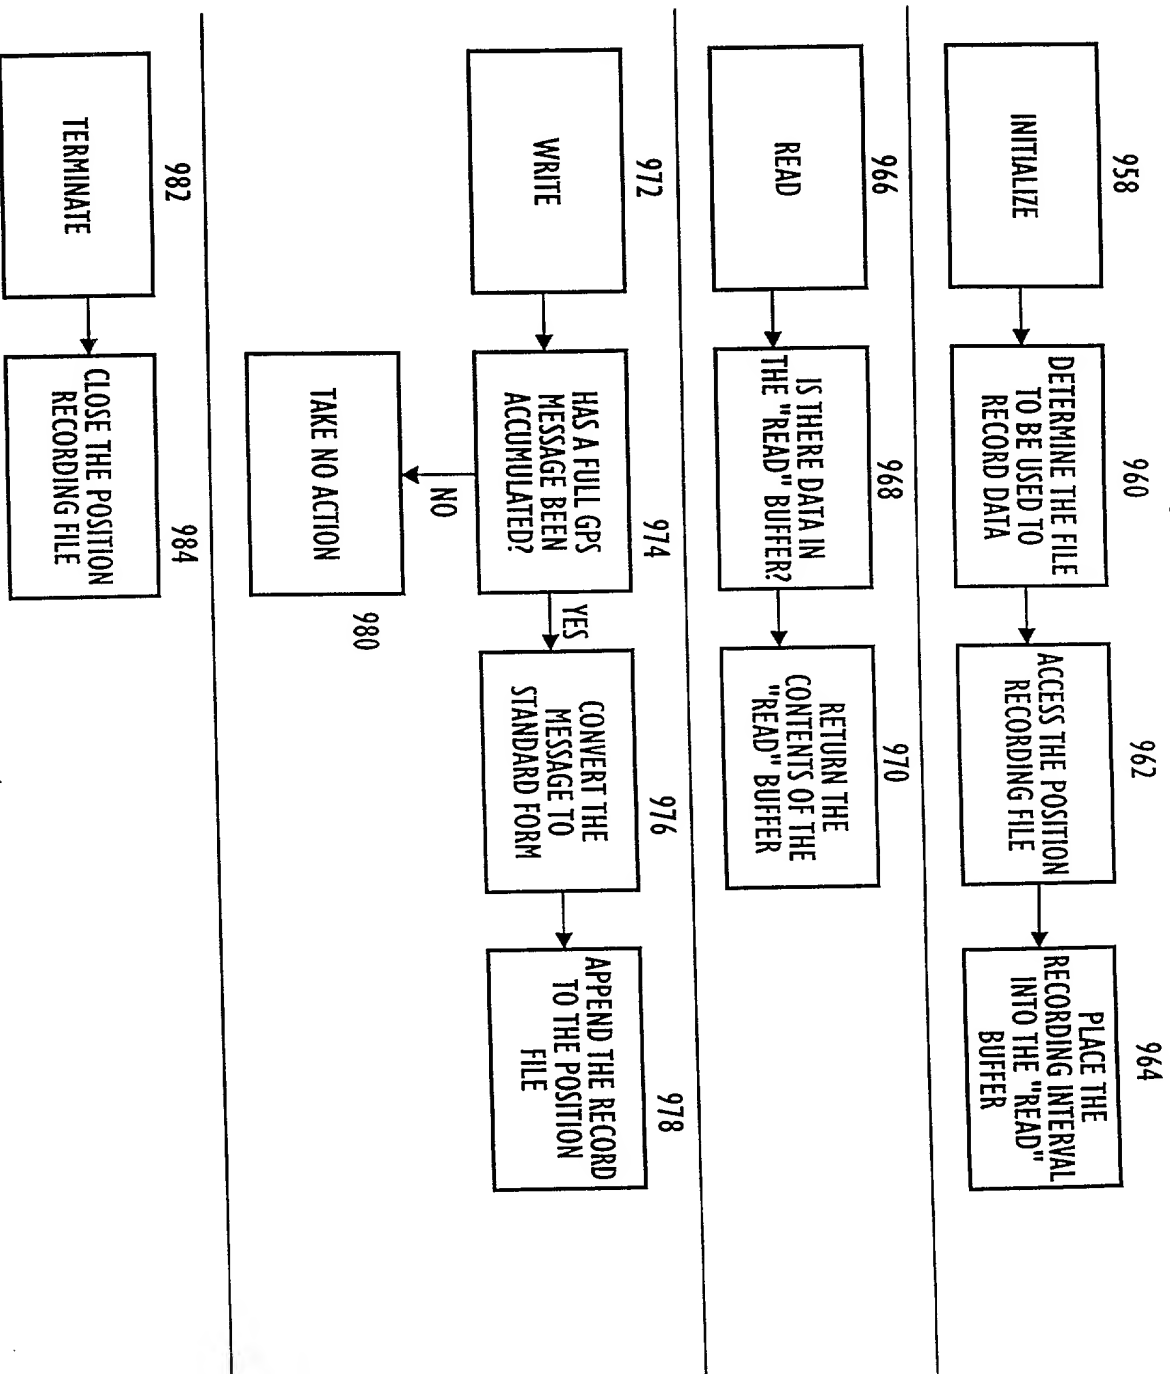 958
INITIALIZE
960
DETERMINE THE FILE
TO BE USED TO
RECORD DATA
962
ACCESS THE POSITION
RECORDING FILE
964
PLACE THE
RECORDING INTERVAL
INTO THE "READ"
BUFFER
966
READ
968
IS THERE DATA IN
THE "READ" BUFFER?
970
RETURN THE
CONTENTS OF THE
"READ" BUFFER
972
WRITE
974
HAS A FULL GPS
MESSAGE BEEN
ACCUMULATED?
YES
976
CONVERT THE
MESSAGE TO
STANDARD FORM
978
APPEND THE RECORD
TO THE POSITION
FILE
NO
TAKE NO ACTION
980
982
TERMINATE
984
CLOSE THE POSITION
RECORDING FILE